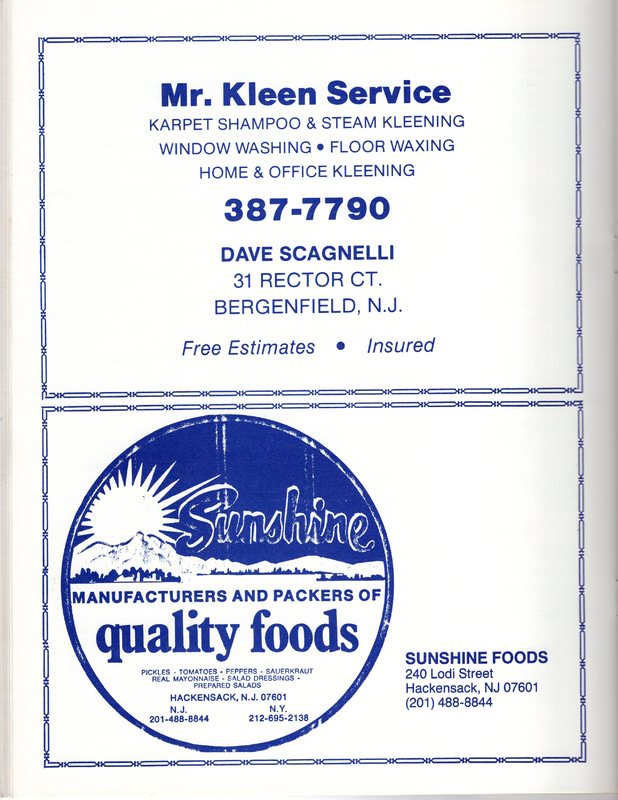 Mr. Kleen Service
KARPET SHAMPOO & STEAM KLEENING
WINDOW WASHING • FLOOR WAXING
HOME & OFFICE KLEENING
387-7790
DAVE SCAGNELLI
31 RECTOR CT.
BERGENFIELD, N.J.
Free Estimates • Insured
Sunshine
MANUFACTURERS AND PACKERS OF
quality foods
PICKLES - TOMATOES - PEPPERS - SAUERKRAUT
REAL MAYONNAISE - SALAD DRESSINGS -
PREPARED SALADS
HACKENSACK, N.J. 07601
N.J. N.Y.
201-488-8844 212-695-2138
SUNSHINE FOODS
240 Lodi Street
Hackensack, NJ 07601
(201) 488-8844